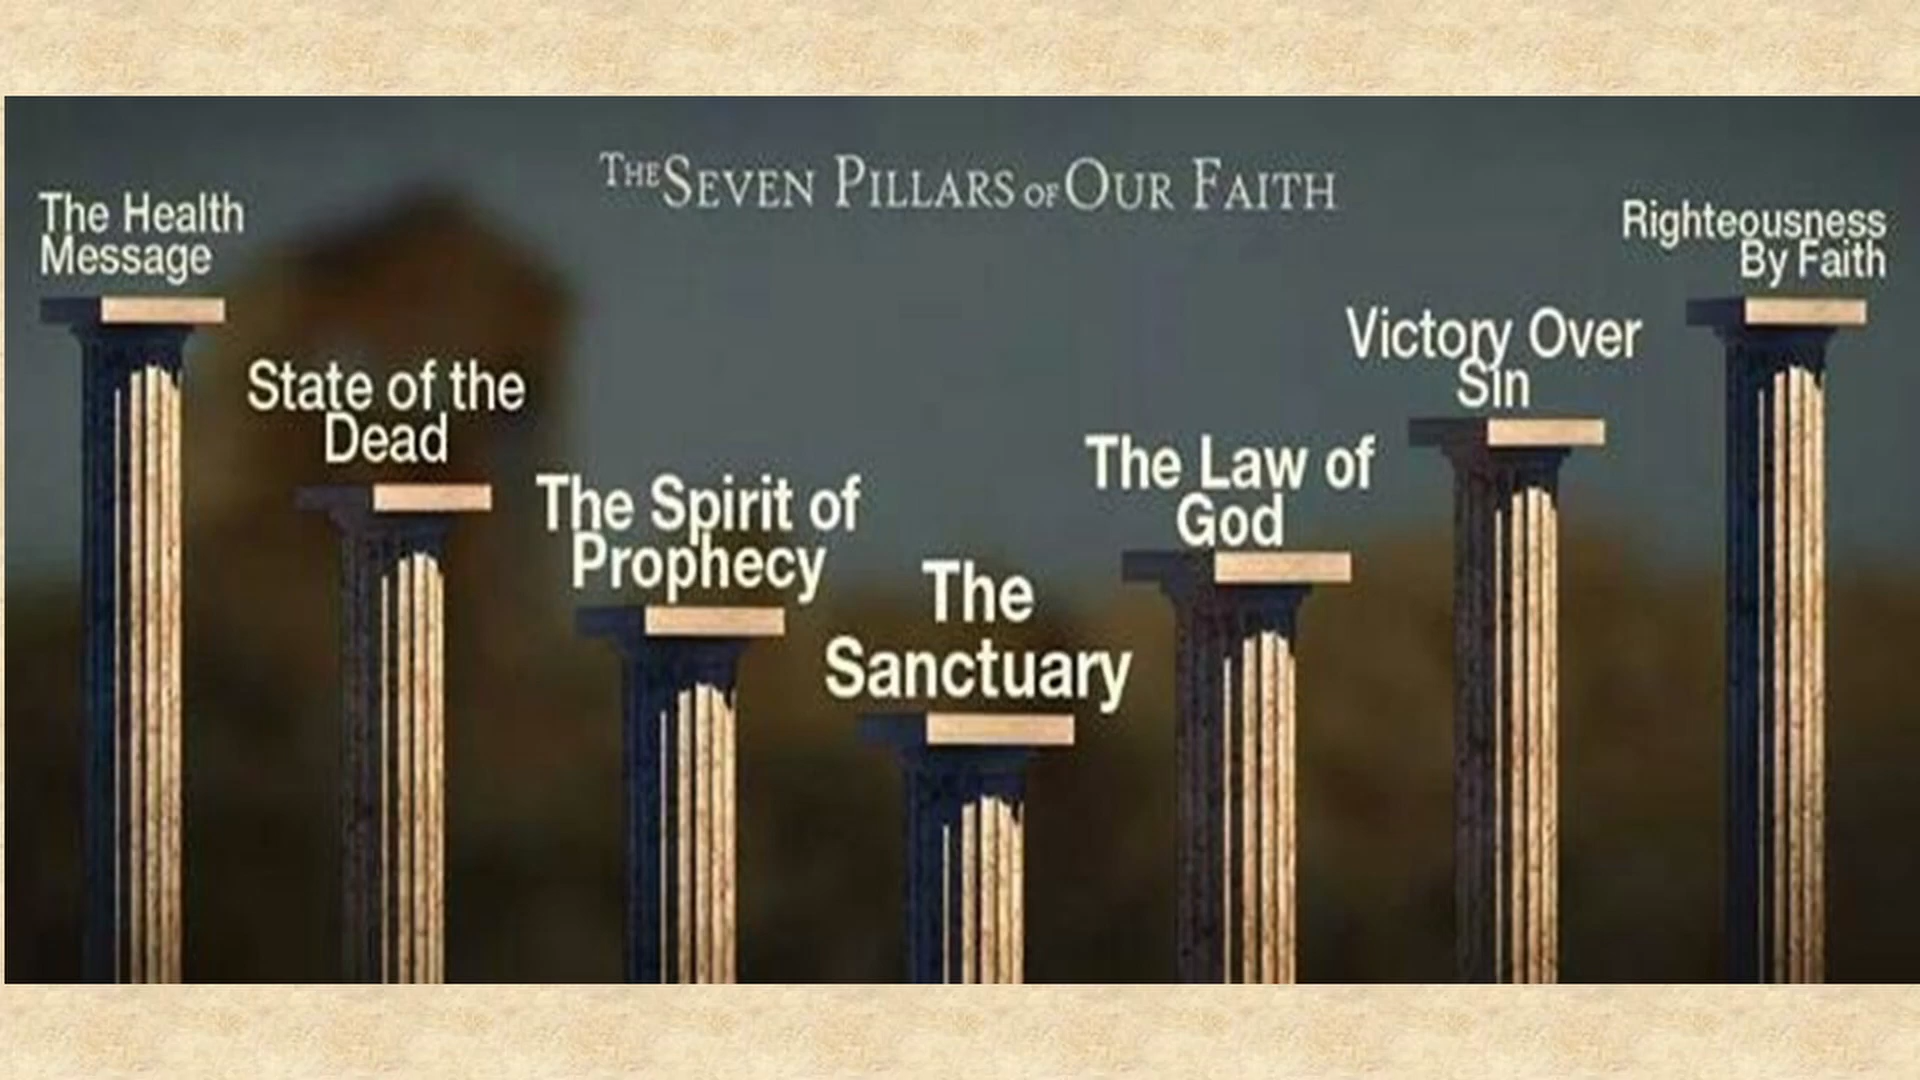 The Seven Pillars of Our Faith
The Health
Message
State of the
Dead
The Spirit of
Prophecy
The
Sanctuary
The Law of
God
Victory Over
Sin
Righteousness
By Faith